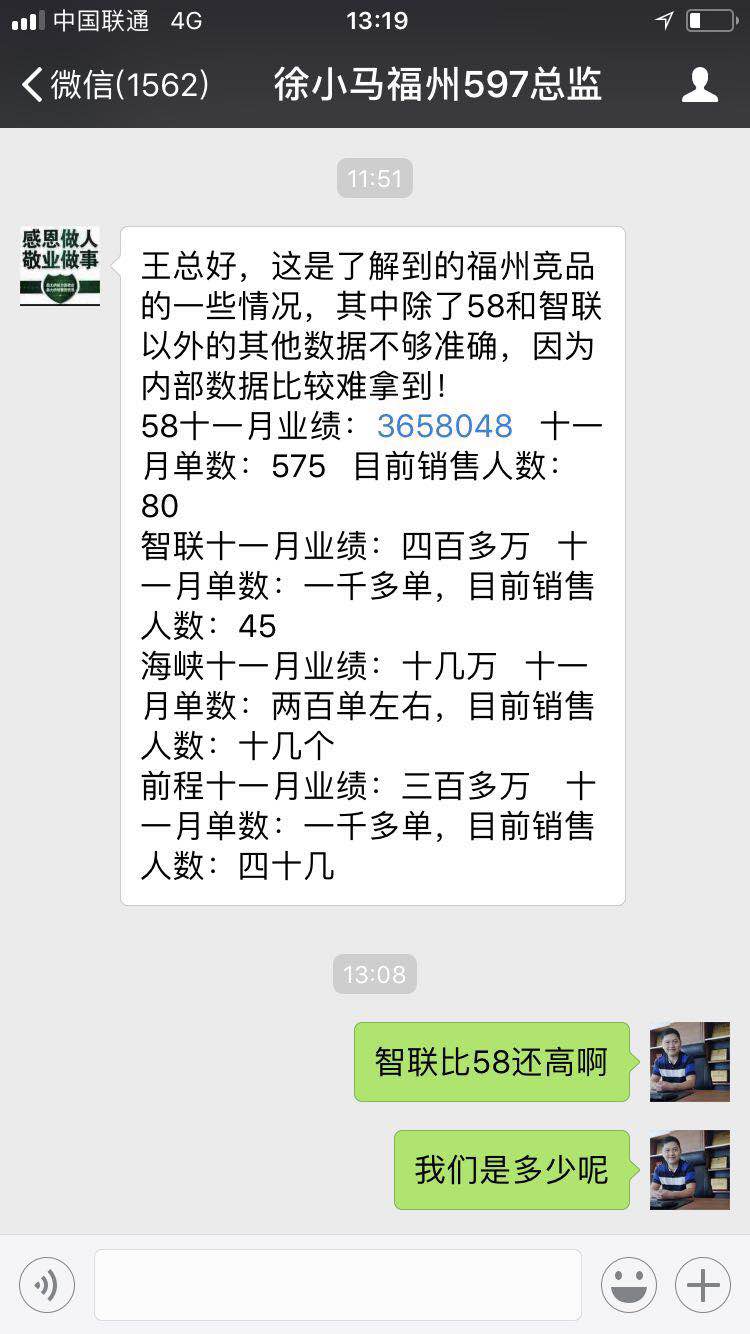 中国联通 4G 13:19
微信(1562) 徐小马福州597总监
11:51
感恩做人
敬业做事
王总好，这是了解到的福州竞品
的一些情况，其中除了58和智联
以外的其他数据不够准确，因为
内部数据比较难拿到！
58十一月业绩：3658048 十一
月单数：575 目前销售人数：
80
智联十一月业绩：四百多万 十
一月单数：一千多单，目前销售
人数：45
海峡十一月业绩：十几万 十一
月单数：两百单左右，目前销售
人数：十几个
前程十一月业绩：三百多万 十
一月单数：一千多单，目前销售
人数：四十几
13:08
智联比58还高啊
我们是多少呢